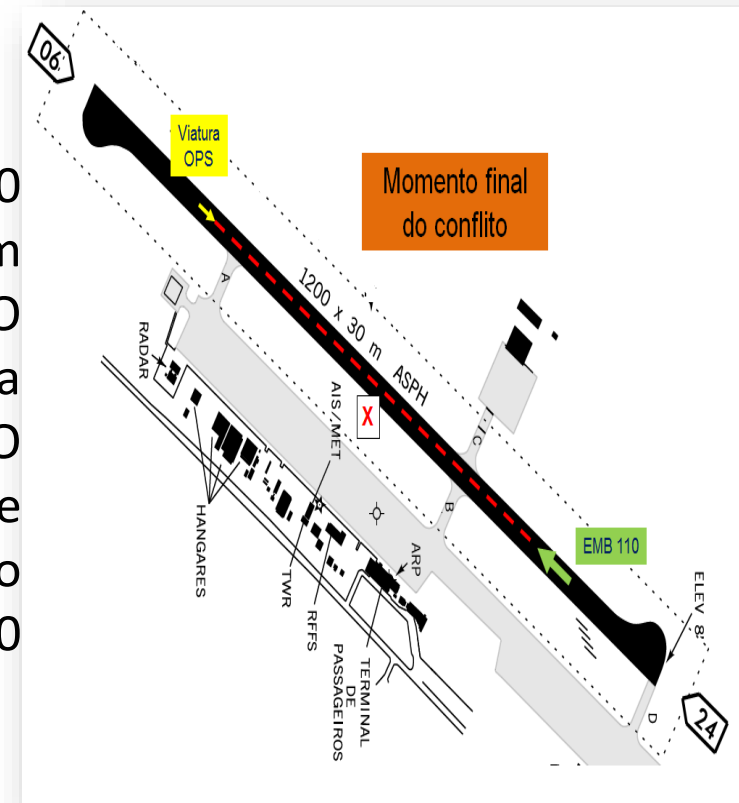 06
Viatura
OPS
Momento final
do conflito
1200 x 30 m ASPH
A
RADAR
AIS/MET
X
C
B
HANGARES
TWR
RFFS
ARP
EMB 110
ELEV 8'
TERMINAL
DE
PASSAGEIROS
D
24